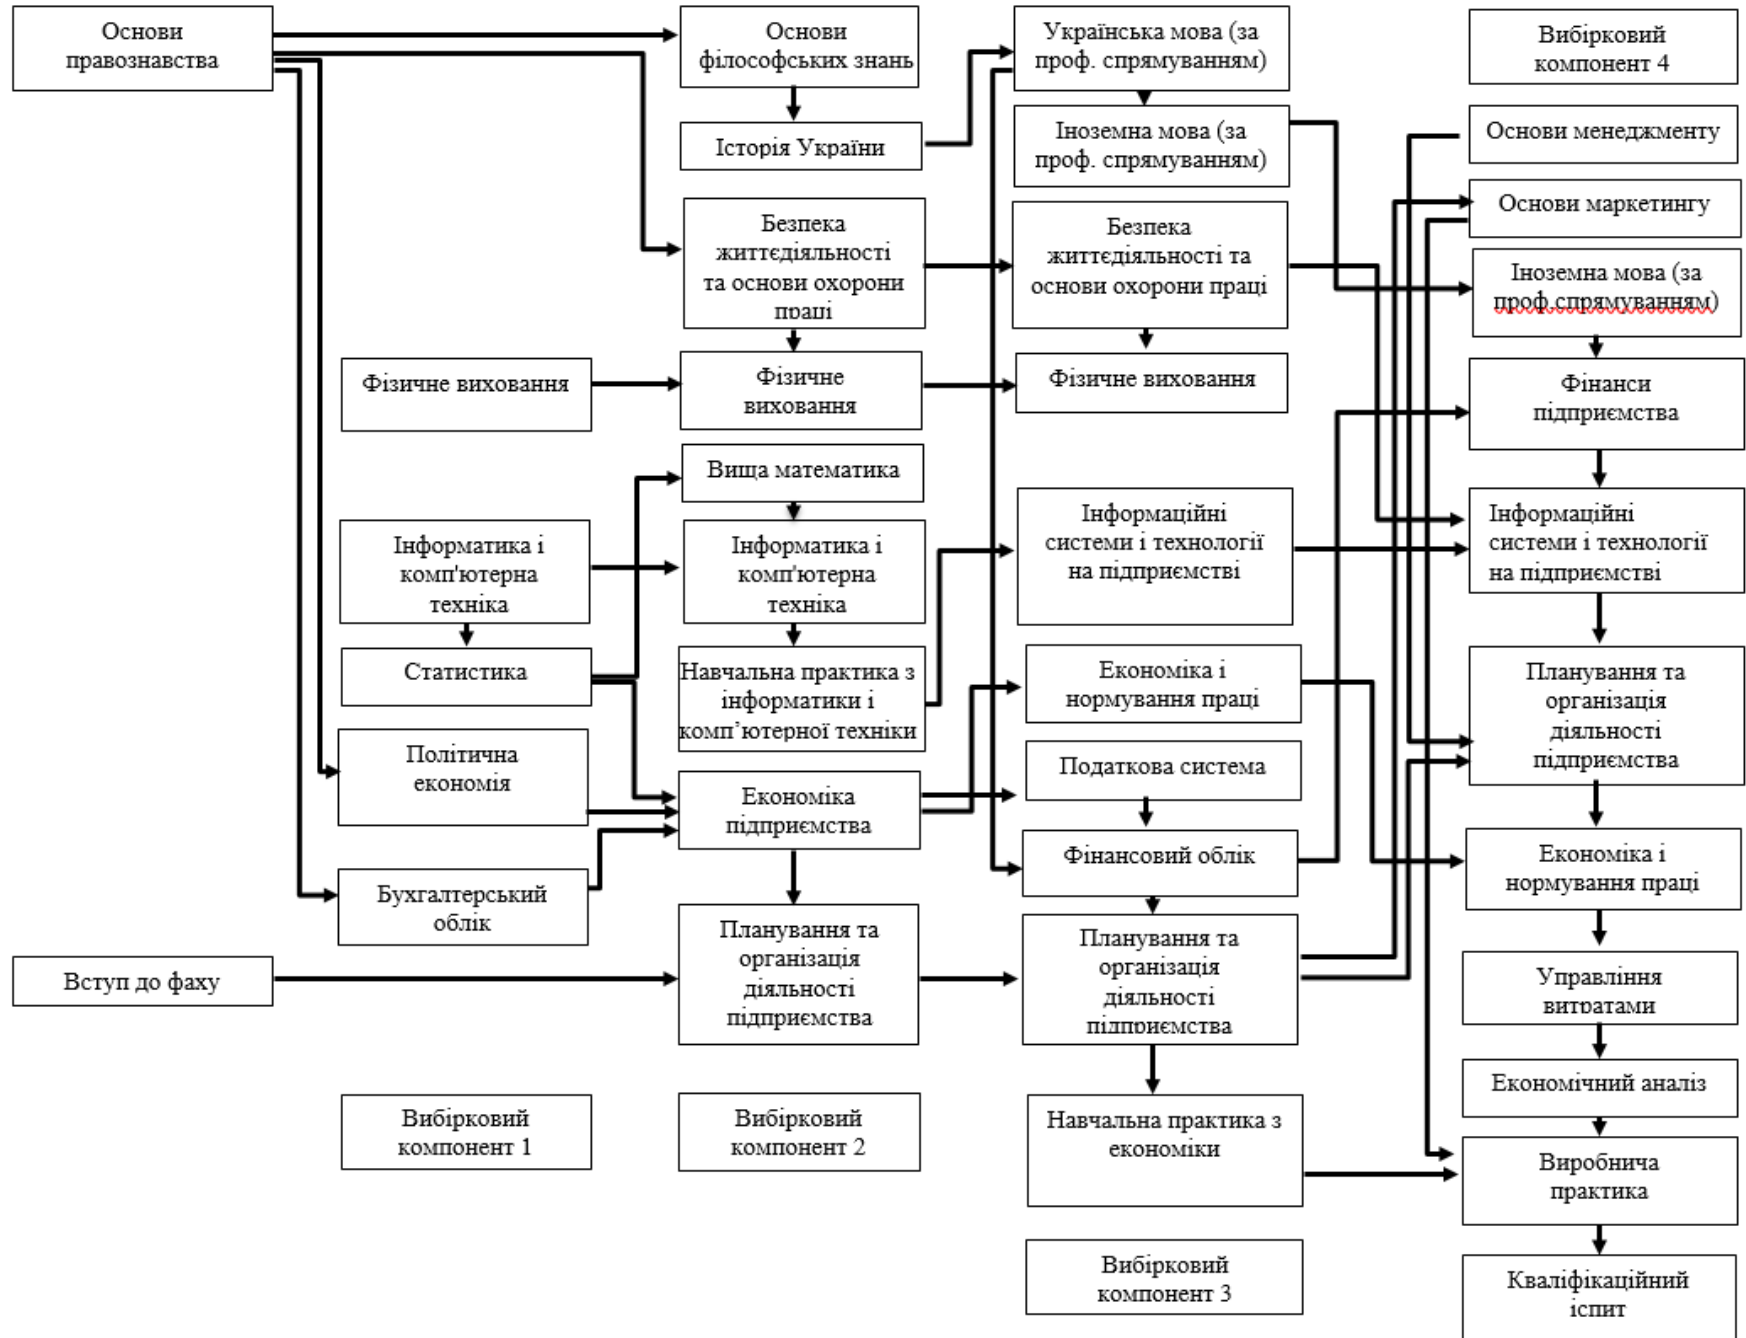 Основи
правознавства
Вступ до фаху
Фізичне виховання
Інформатика і
комп'ютерна
техніка
Статистика
Політична
економія
Бухгалтерський
облік
Вибірковий
компонент 1
Основи
філософських знань
Історія України
Безпека
життєдіяльності
та основи охорони
праці
Фізичне
виховання
Вища математика
Інформатика і
комп'ютерна
техніка
Навчальна практика з
інформатики і
комп’ютерної техніки
Економіка
підприємства
Планування та
організація
діяльності
підприємства
Вибірковий
компонент 2
Українська мова (за
проф. спрямуванням)
Іноземна мова (за
проф. спрямуванням)
Безпека
життєдіяльності та
основи охорони праці
Фізичне виховання
Інформаційні
системи і технології
на підприємстві
Економіка і
нормування праці
Податкова система
Фінансовий облік
Планування та
організація
діяльності
підприємства
Навчальна практика з
економіки
Вибірковий
компонент 3
Вибірковий
компонент 4
Основи менеджменту
Основи маркетингу
Іноземна мова (за
проф.спрямуванням)
Фінанси
підприємства
Інформаційні
системи і технології
на підприємстві
Планування та
організація
діяльності
підприємства
Економіка і
нормування праці
Управління
витратами
Економічний аналіз
Виробнича
практика
Кваліфікаційний
іспит